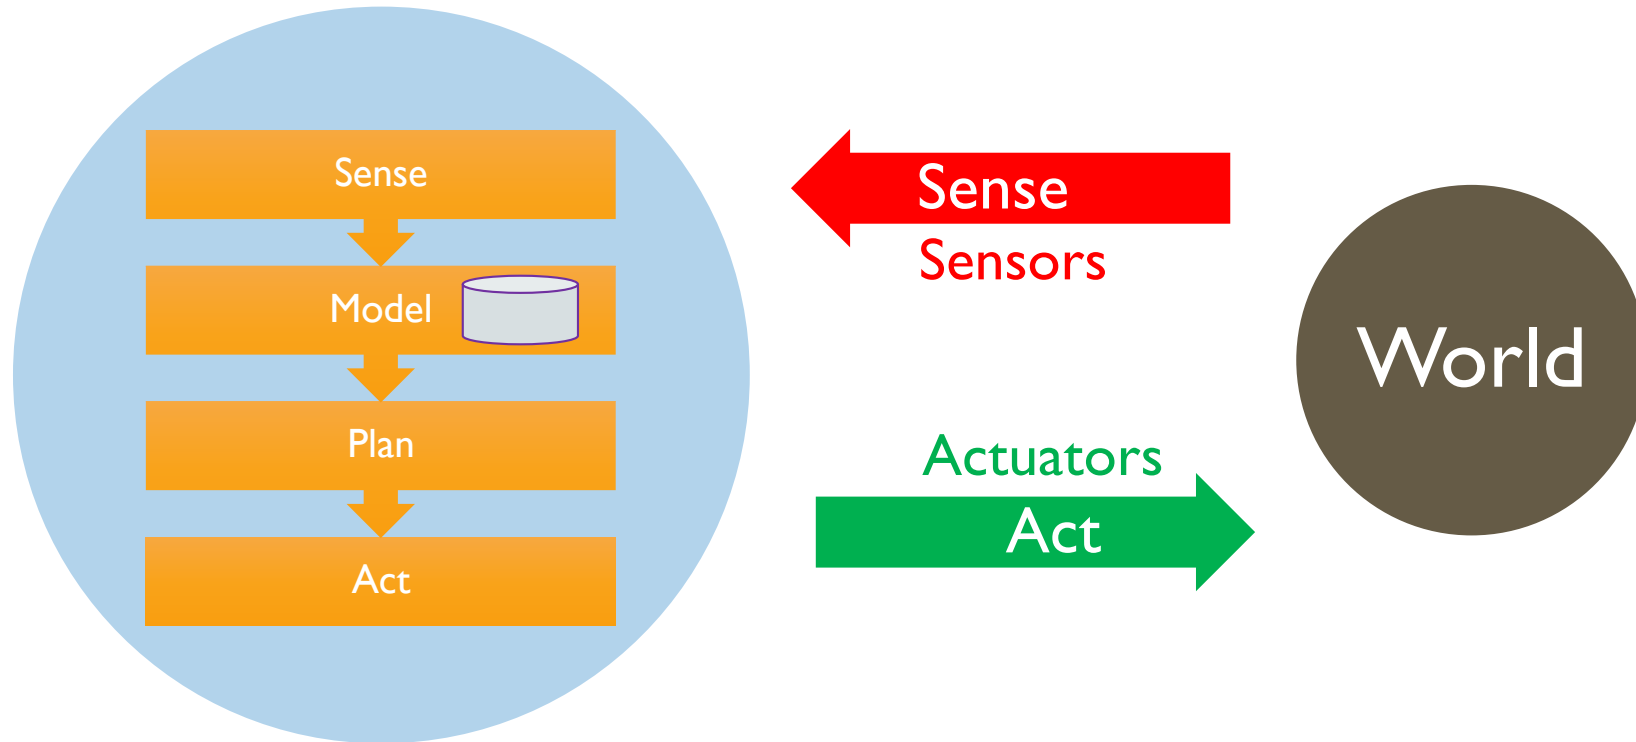 Sense
Model
Plan
Act
Sense
Sensors
Actuators
Act
World